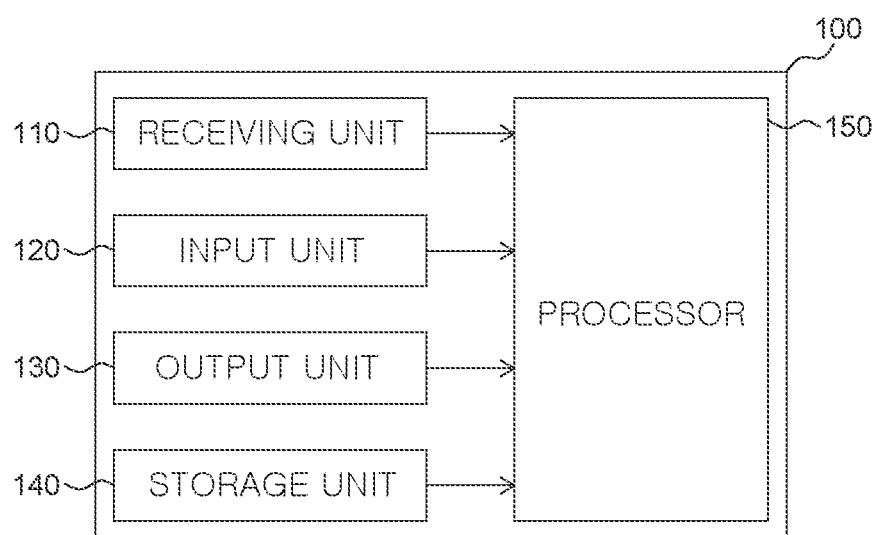 100
110
RECEIVING UNIT
150
120
INPUT UNIT
PROCESSOR
130
OUTPUT UNIT
140
STORAGE UNIT